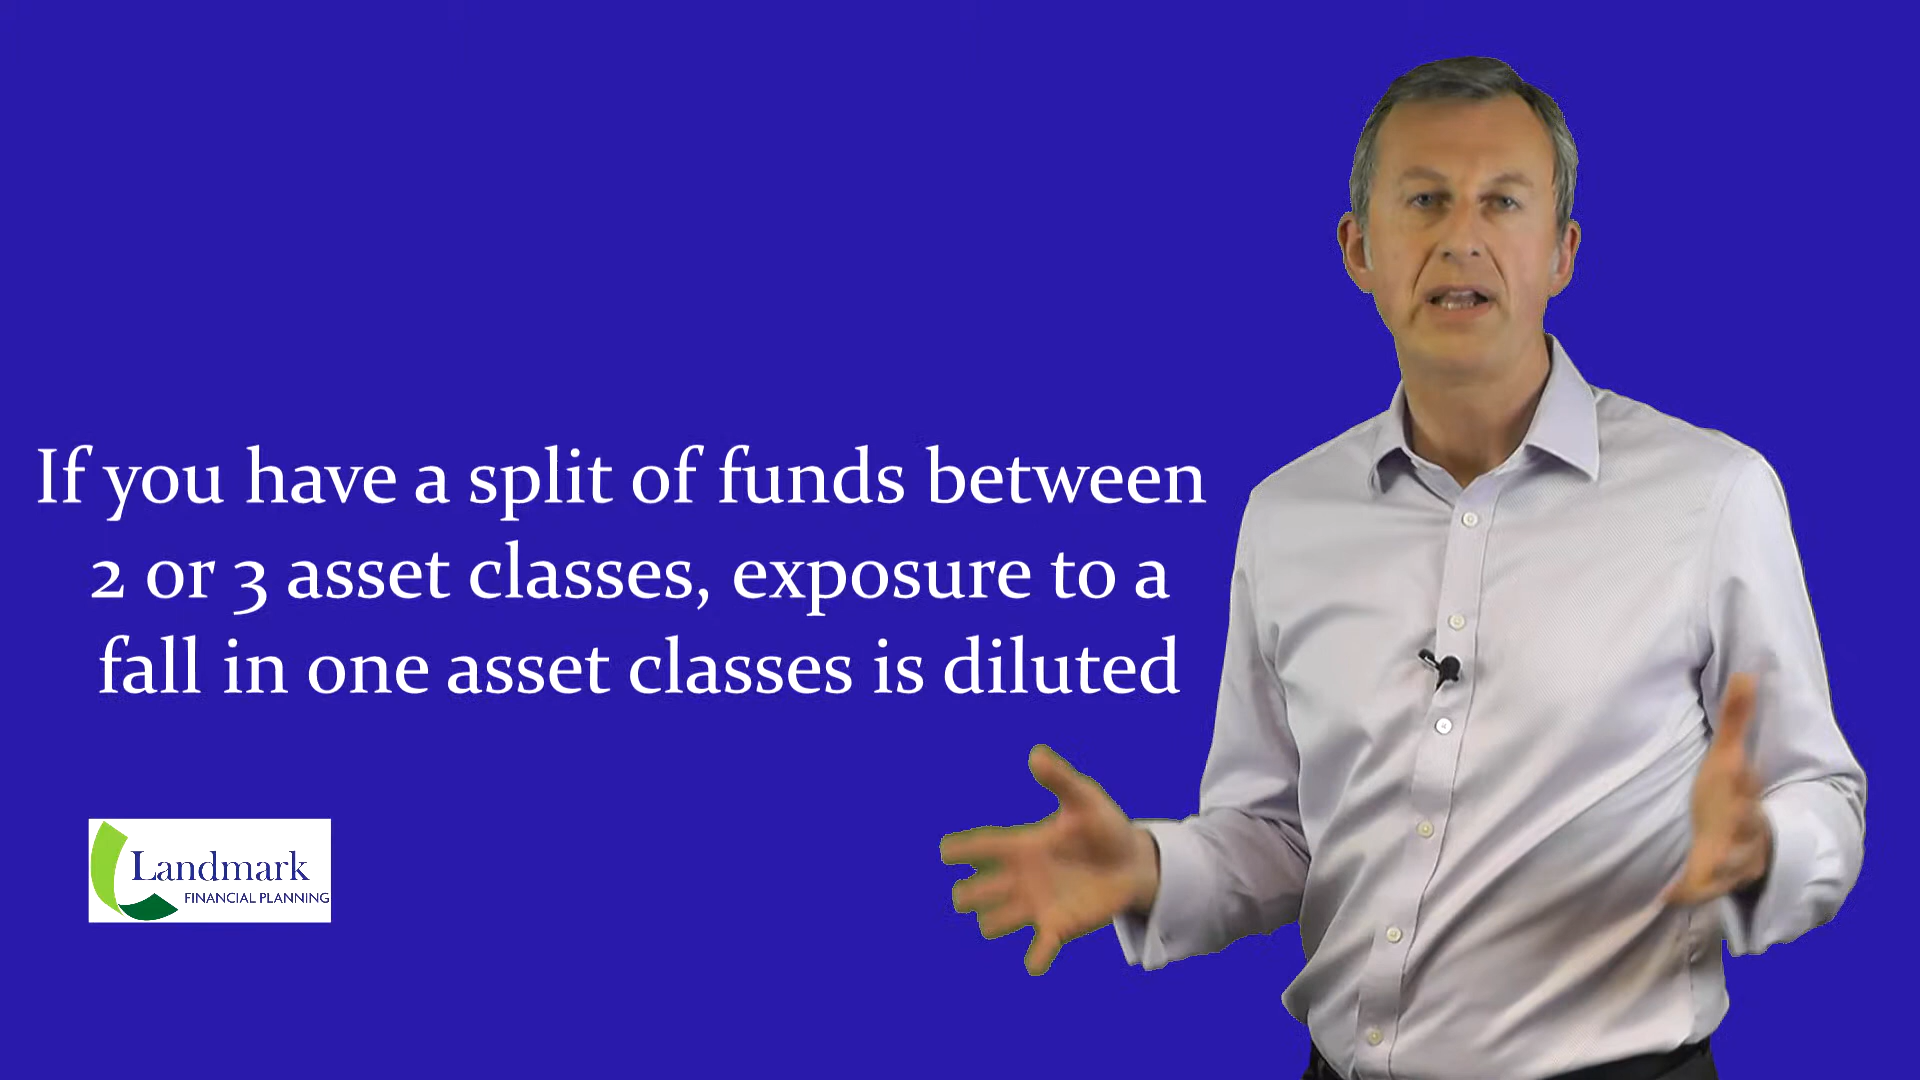 If you have a split of funds between
2 or 3 asset classes, exposure to a
fall in one asset classes is diluted
Landmark
FINANCIAL PLANNING